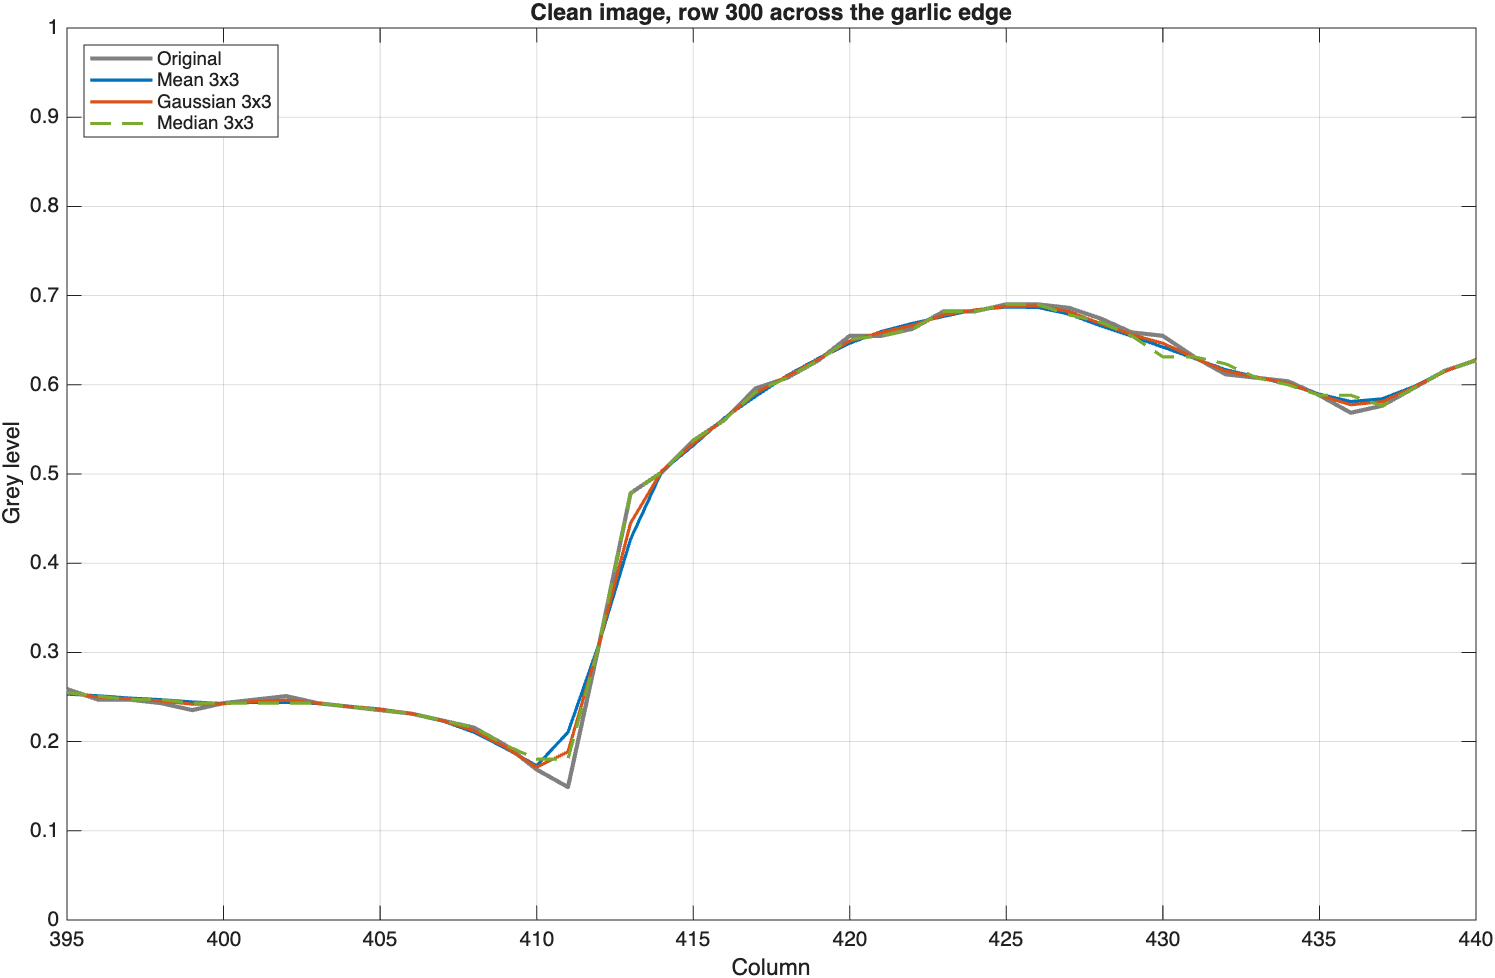 Clean image, row 300 across the garlic edge
Original
Mean 3x3
Gaussian 3x3
Median 3x3
1
0.9
0.8
0.7
0.6
0.5
0.4
0.3
0.2
0.1
0
Grey level
395 400 405 410 415 420 425 430 435 440
Column